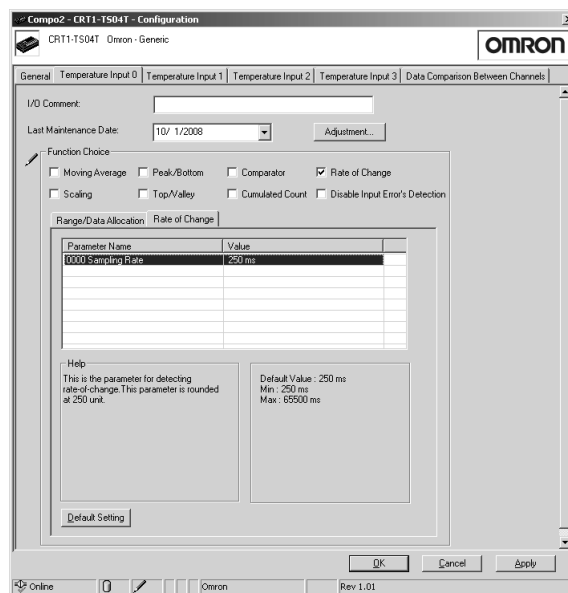 Compo2 - CRT1-TS04T - Configuration
CRT1-TS04T Omron - Generic
OMRON
General Temperature Input 0 Temperature Input 1 Temperature Input 2 Temperature Input 3 Data Comparison Between Channels
I/O Comment:
Last Maintenance Date: 10/ 1/2008 Adjustment...
Function Choice
Moving Average Peak/Bottom Comparator Rate of Change
Scaling Top/Valley Cumulated Count Disable Input Error's Detection
Range/Data Allocation Rate of Change
Parameter Name Value
0000 Sampling Rate 250 ms
Help
This is the parameter for detecting
rate-of-change.This parameter is rounded
at 250 unit.
Default Value : 250 ms
Min : 250 ms
Max : 65500 ms
Default Setting
OK Cancel Apply
Online Omron Rev 1.01